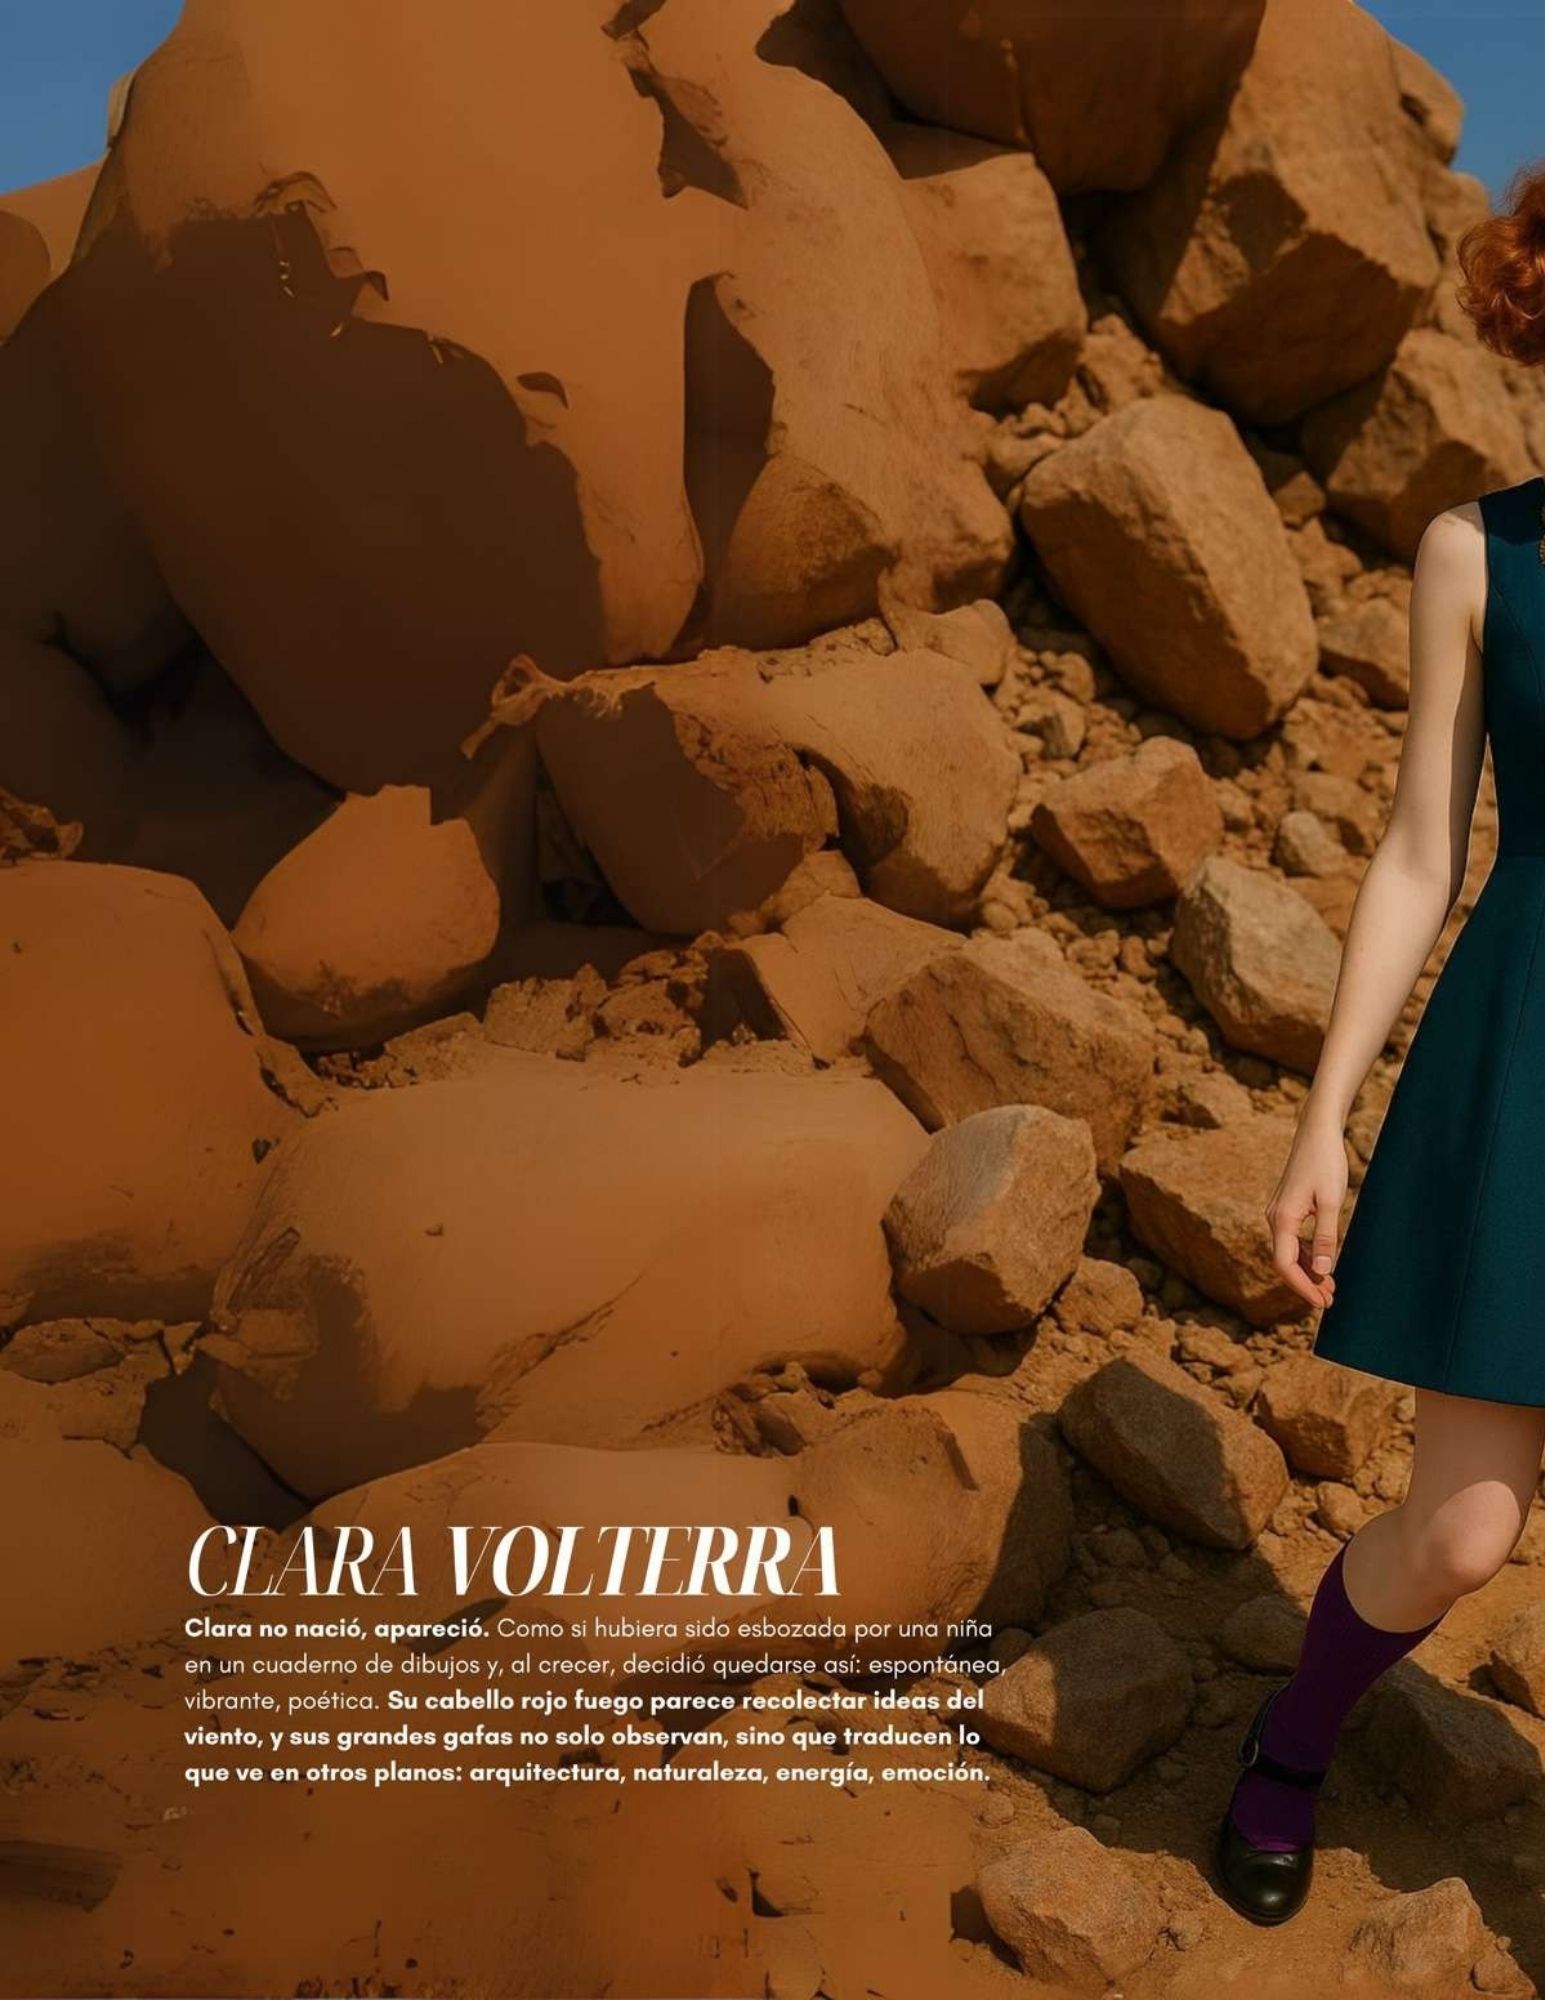 CLARA VOLTERRA
Clara no nació, apareció. Como si hubiera sido esbozada por una niña
en un cuaderno de dibujos y, al crecer, decidió quedarse así: espontánea,
vibrante, poética. Su cabello rojo fuego parece recolectar ideas del
viento, y sus grandes gafas no solo observan, sino que traducen lo
que ve en otros planos: arquitectura, naturaleza, energía, emoción.